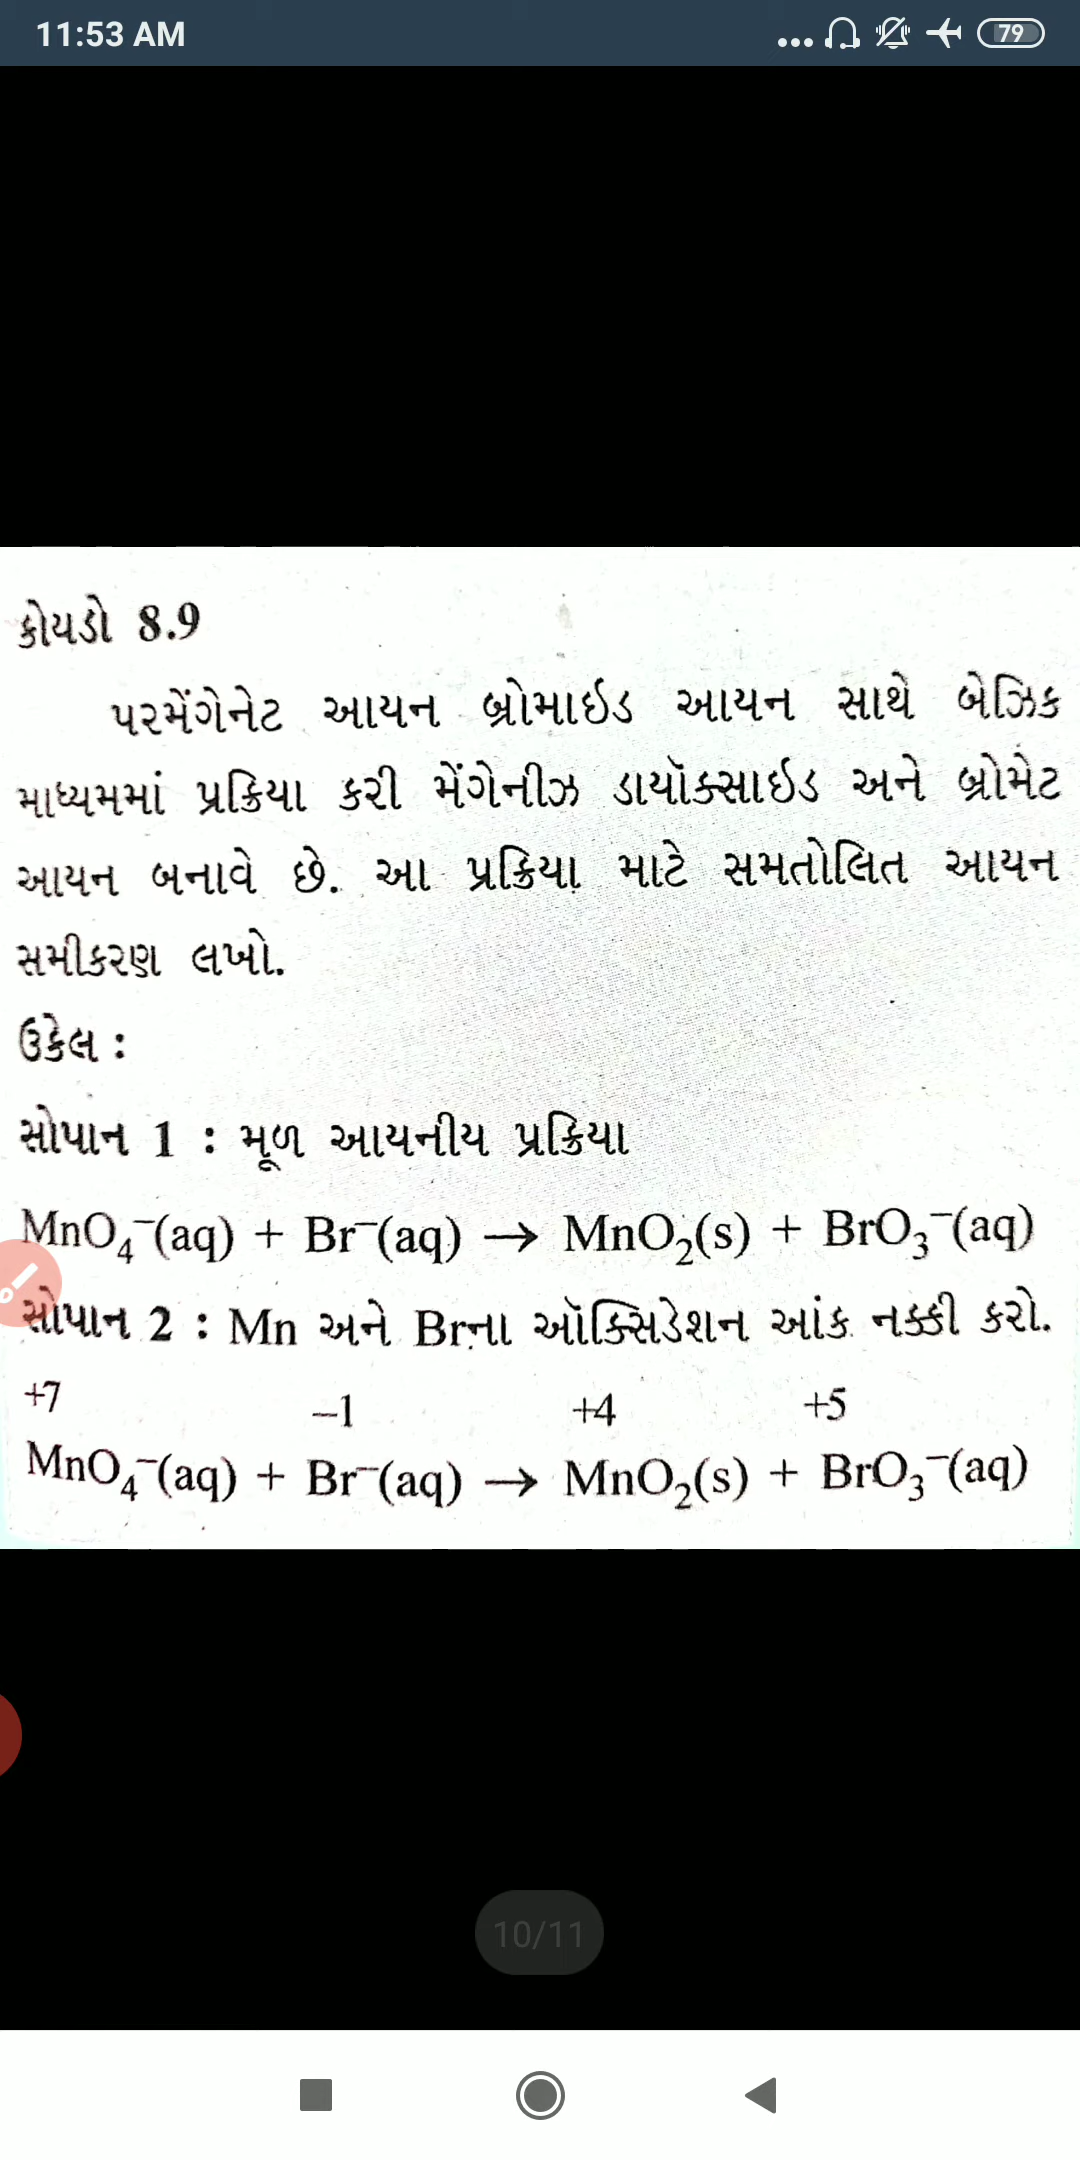 11:53 AM
79
કોયડો 8.9
પરમેંગેનેટ આયન બ્રોમાઇડ આયન સાથે બેઝિક
માધ્યમમાં પ્રક્રિયા કરી મેંગેનીઝ ડાયૉક્સાઇડ અને બ્રોમેટ
આયન બનાવે છે. આ પ્રક્રિયા માટે સમતોલિત આયન
સમીકરણ લખો.
ઉકેલ :
સોપાન 1 : મૂળ આયનીય પ્રક્રિયા
MnO₄⁻(aq) + Br⁻(aq) → MnO₂(s) + BrO₃⁻(aq)
સોપાન 2 : Mn અને Brના ઑક્સિડેશન આંક નક્કી કરો.
+7 –1 +4 +5
MnO₄⁻(aq) + Br⁻(aq) → MnO₂(s) + BrO₃⁻(aq)
10/11